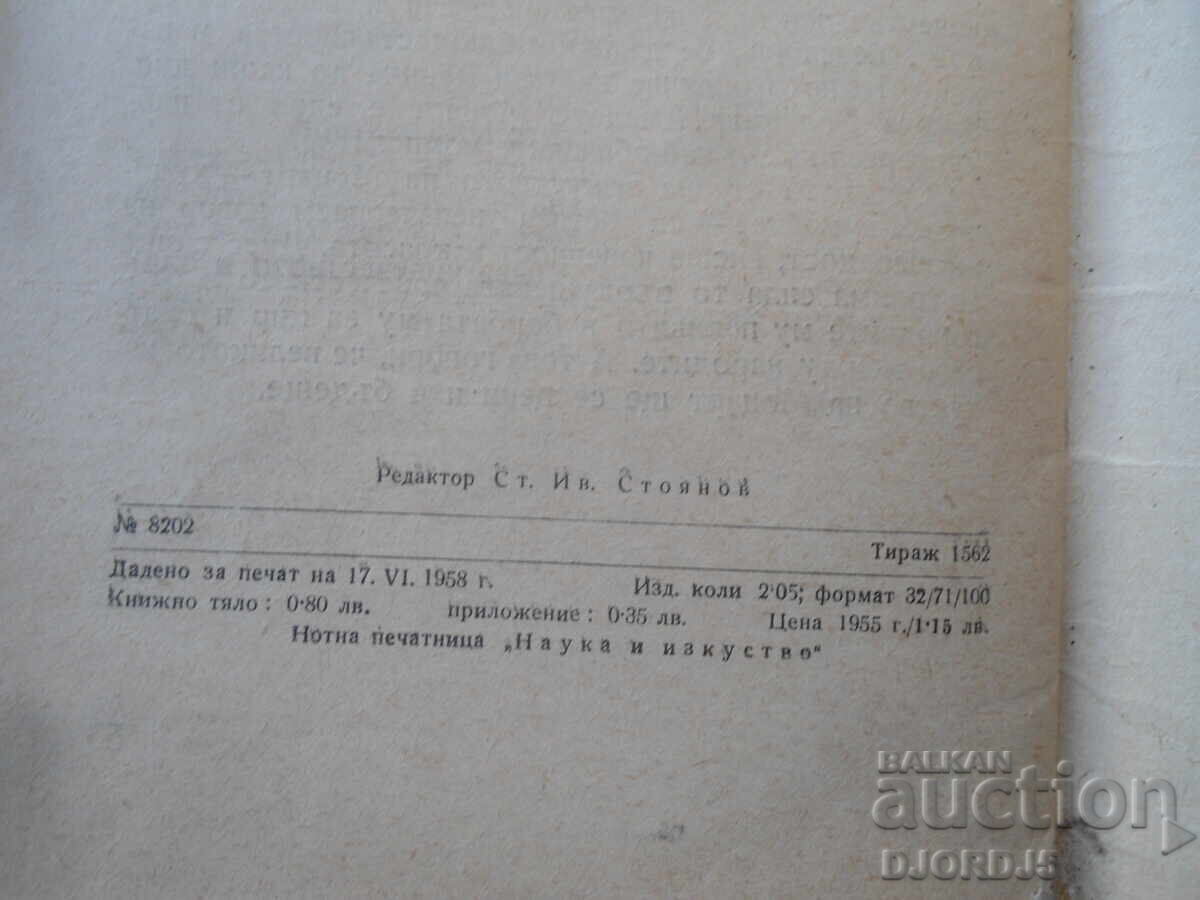 Редактор Ст. Ив. Стоянов
№ 8202
Тираж 1562
Дадено за печат на 17. VI. 1958 г. Изд. коли 2·05; формат 32/71/100
Книжно тяло: 0·80 лв. приложение: 0·35 лв. Цена 1955 г./1·15 лв.
Нотна печатница „Наука и изкуство“
BALKAN
auction
DJORDJ5